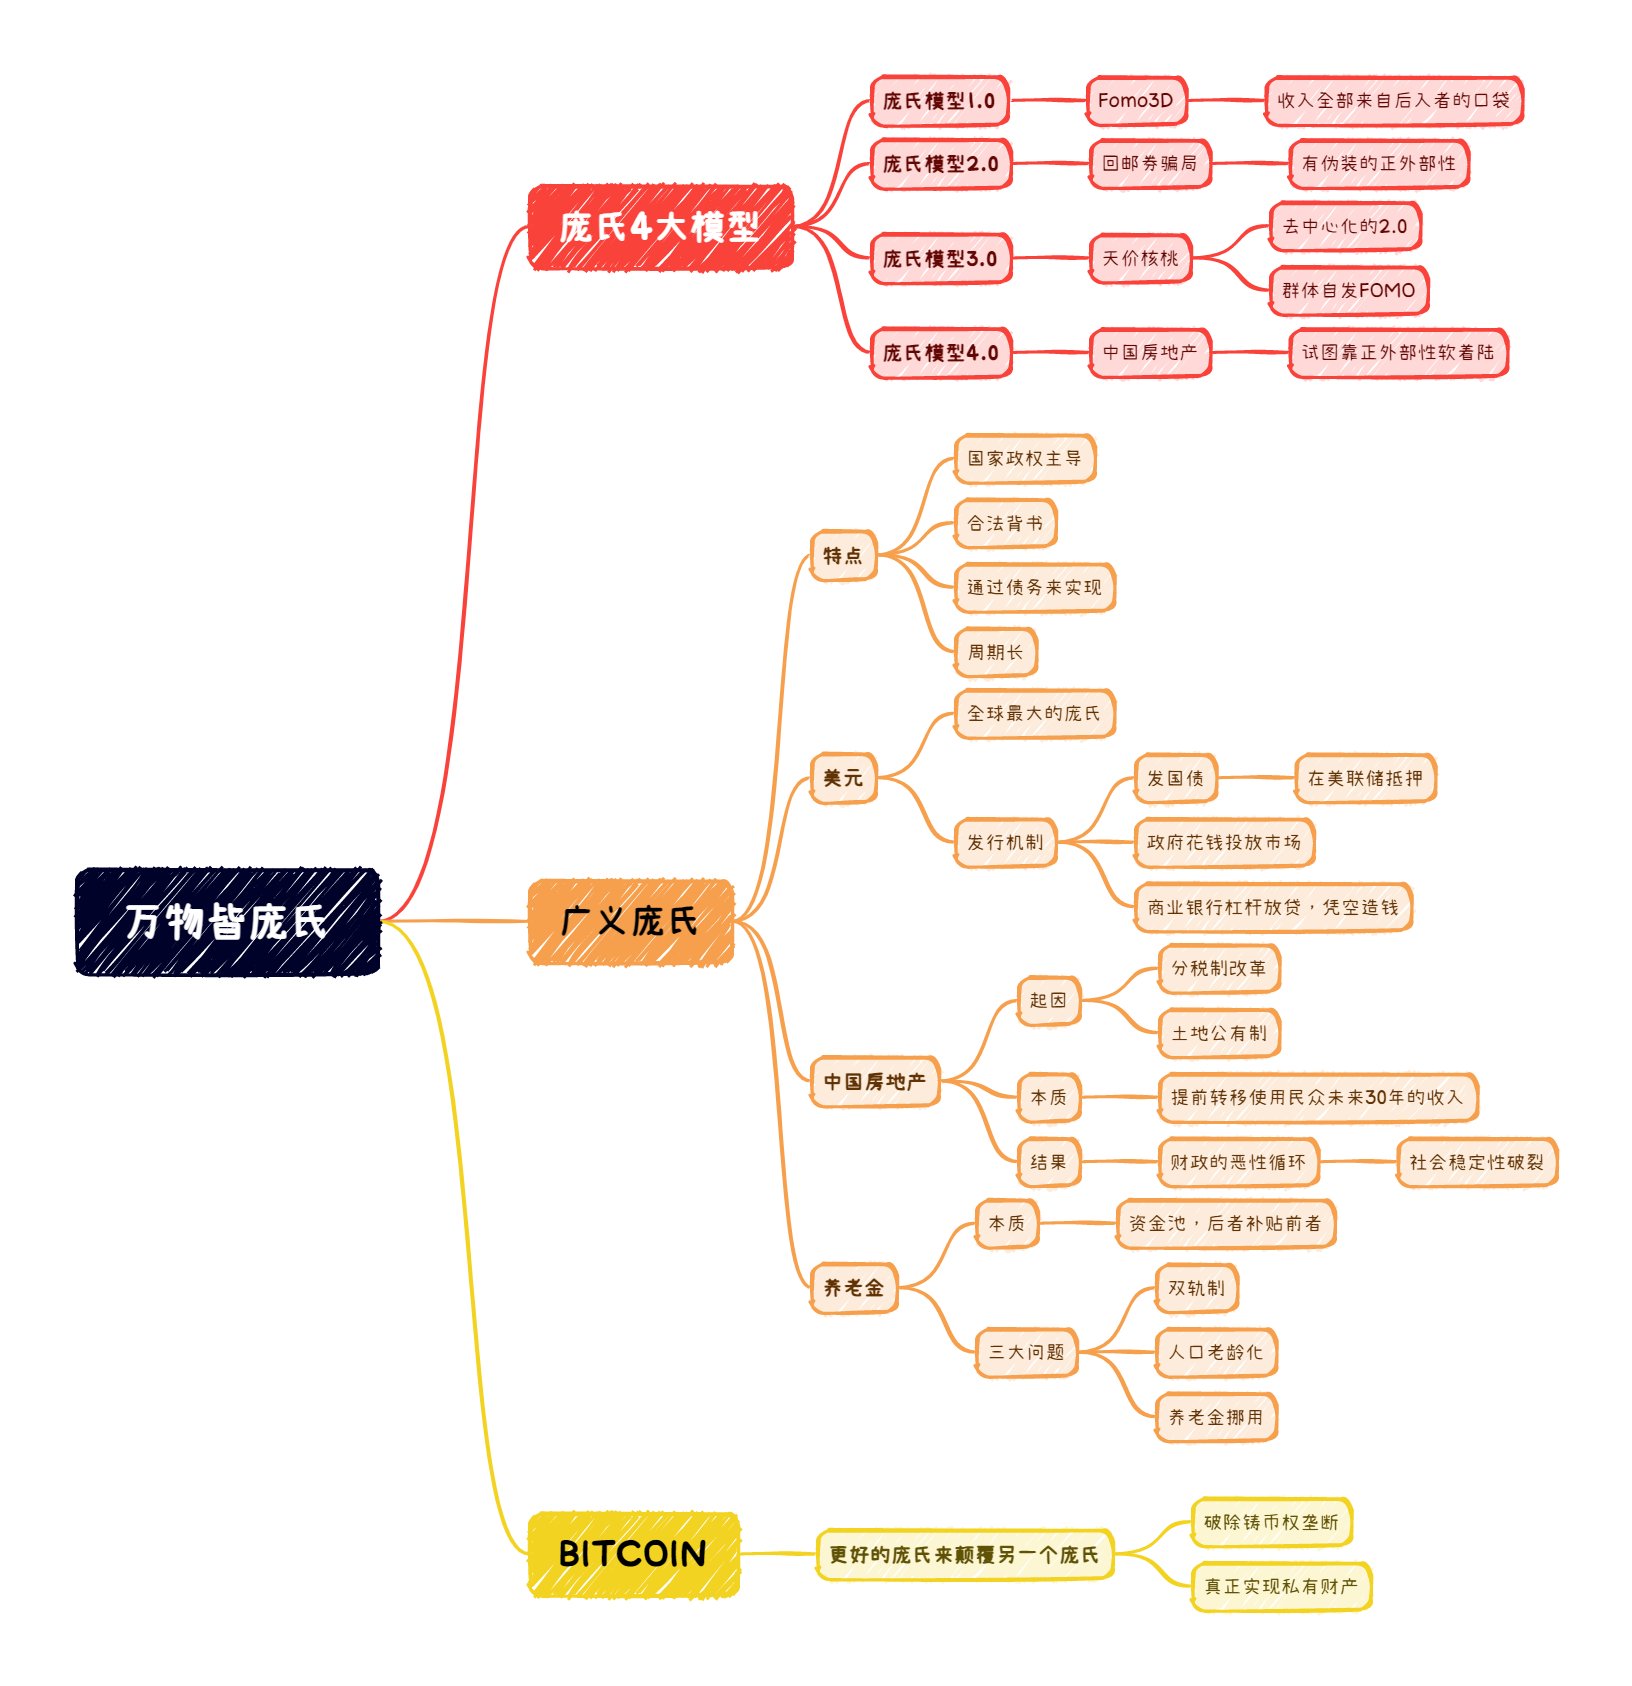 万物皆庞氏
庞氏4大模型
庞氏模型1.0
Fomo3D
收入全部来自后入者的口袋
庞氏模型2.0
回邮券骗局
有伪装的正外部性
庞氏模型3.0
天价核桃
去中心化的2.0
群体自发FOMO
庞氏模型4.0
中国房地产
试图靠正外部性软着陆
广义庞氏
特点
国家政权主导
合法背书
通过债务来实现
周期长
美元
全球最大的庞氏
发行机制
发国债
在美联储抵押
政府花钱投放市场
商业银行杠杆放贷，凭空造钱
中国房地产
起因
分税制改革
土地公有制
本质
提前转移使用民众未来30年的收入
结果
财政的恶性循环
社会稳定性破裂
养老金
本质
资金池，后者补贴前者
三大问题
双轨制
人口老龄化
养老金挪用
BITCOIN
更好的庞氏来颠覆另一个庞氏
破除铸币权垄断
真正实现私有财产